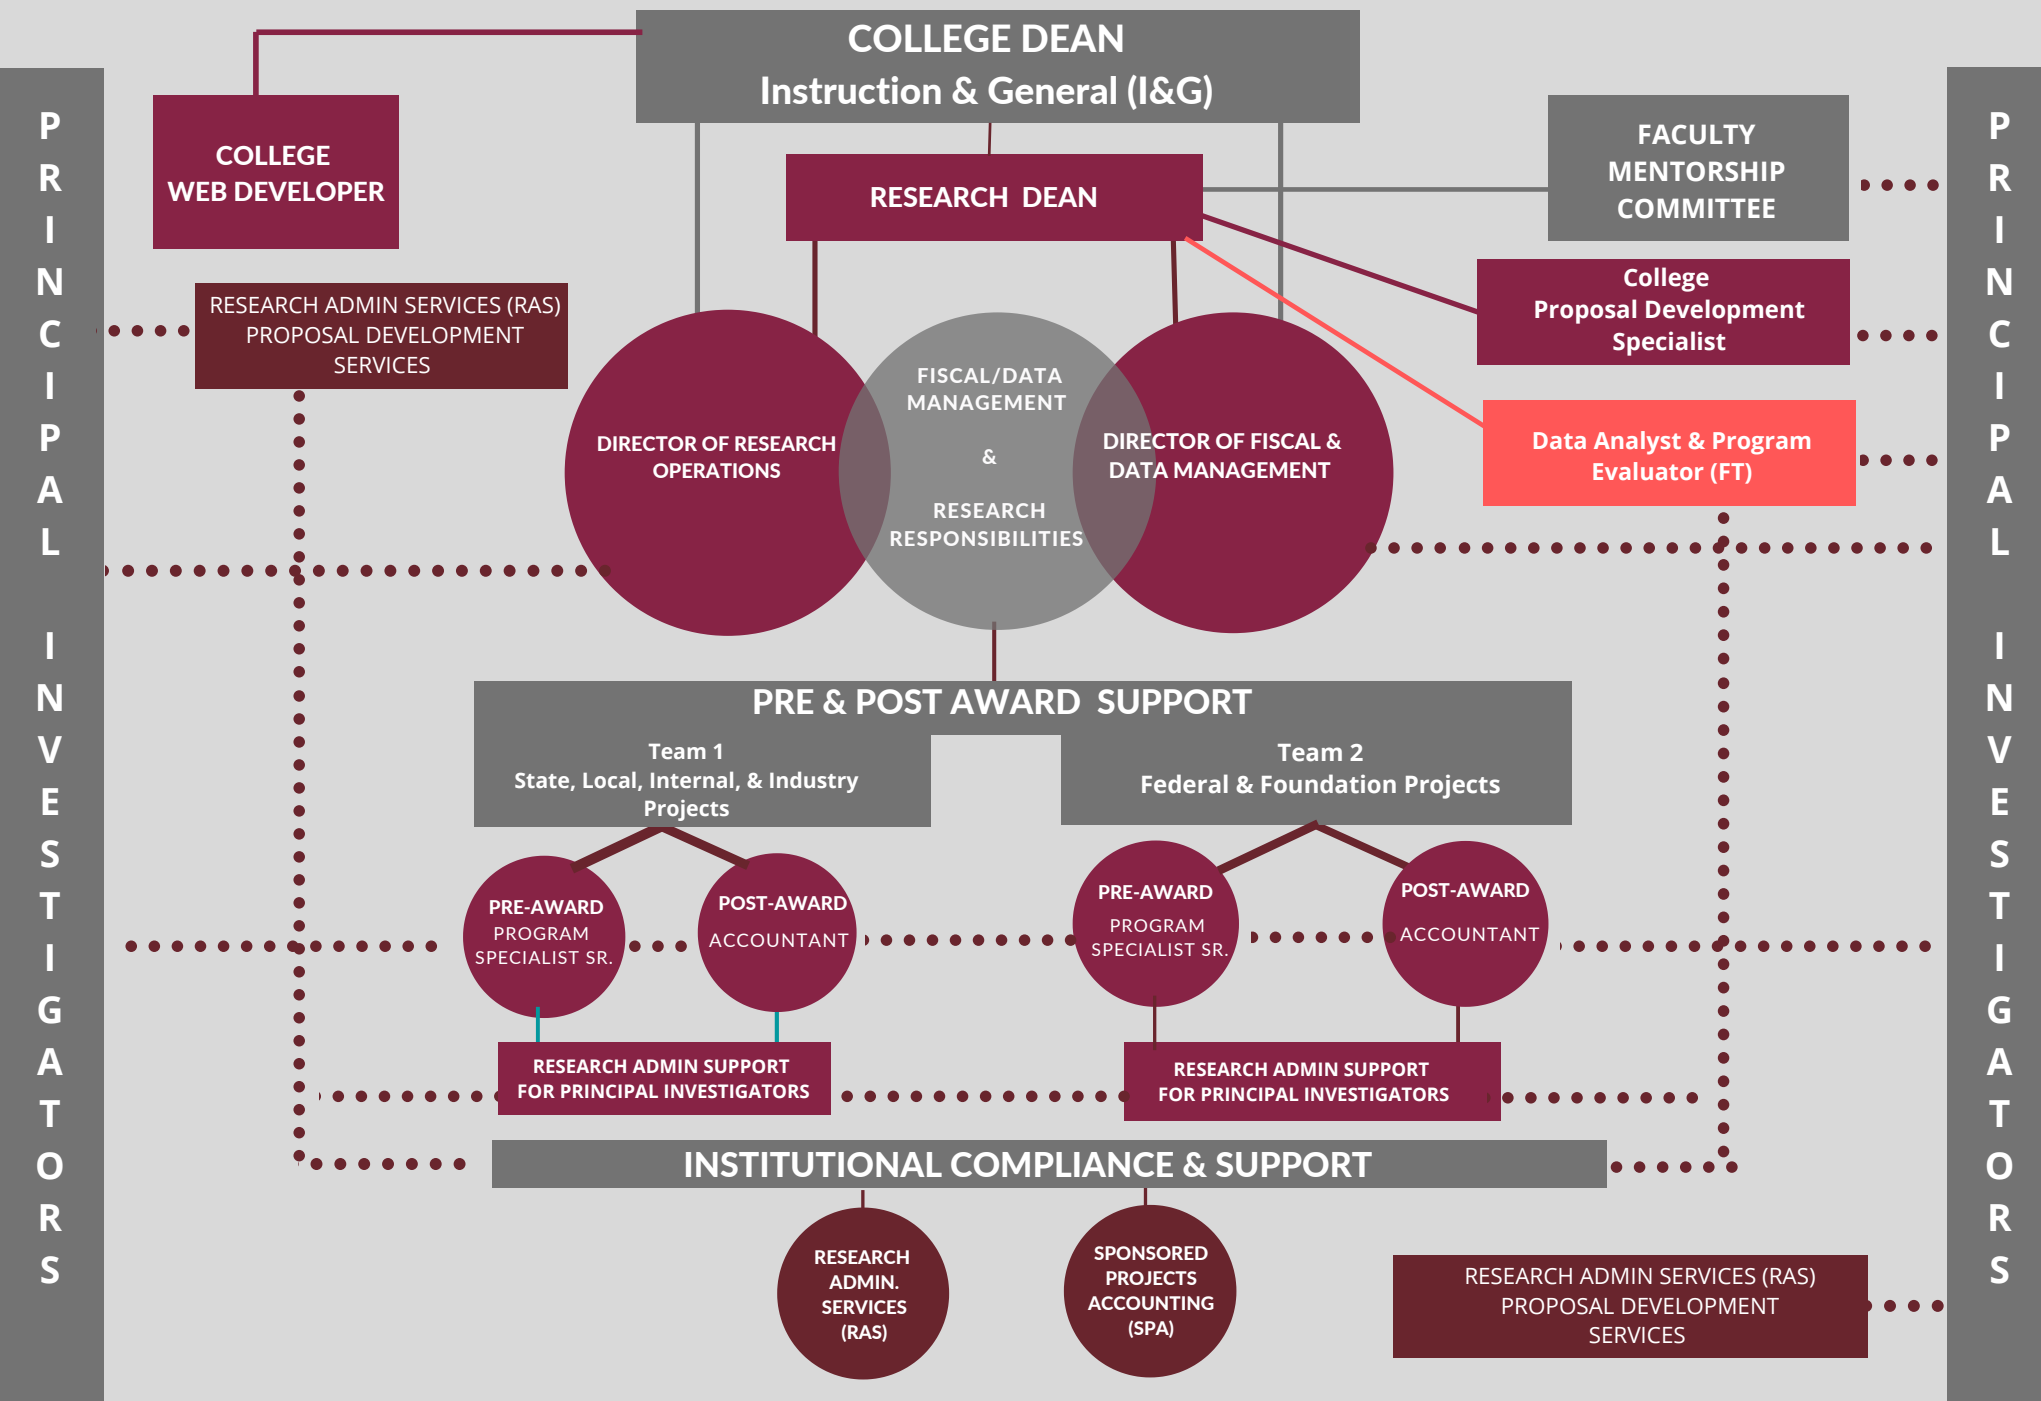 COLLEGE DEAN
Instruction & General (I&G)
PRINCIPAL INVESTIGATORS
COLLEGE
WEB DEVELOPER
RESEARCH DEAN
FACULTY
MENTORSHIP
COMMITTEE
PRINCIPAL INVESTIGATORS
College
Proposal Development
Specialist
RESEARCH ADMIN SERVICES (RAS)
PROPOSAL DEVELOPMENT
SERVICES
DIRECTOR OF RESEARCH
OPERATIONS
FISCAL/DATA
MANAGEMENT
&
RESEARCH
RESPONSIBILITIES
DIRECTOR OF FISCAL &
DATA MANAGEMENT
Data Analyst & Program
Evaluator (FT)
PRE & POST AWARD SUPPORT
Team 1
State, Local, Internal, & Industry
Projects
Team 2
Federal & Foundation Projects
PRE-AWARD
PROGRAM
SPECIALIST SR.
POST-AWARD
ACCOUNTANT
PRE-AWARD
PROGRAM
SPECIALIST SR.
POST-AWARD
ACCOUNTANT
RESEARCH ADMIN SUPPORT
FOR PRINCIPAL INVESTIGATORS
RESEARCH ADMIN SUPPORT
FOR PRINCIPAL INVESTIGATORS
INSTITUTIONAL COMPLIANCE & SUPPORT
RESEARCH
ADMIN.
SERVICES
(RAS)
SPONSORED
PROJECTS
ACCOUNTING
(SPA)
RESEARCH ADMIN SERVICES (RAS)
PROPOSAL DEVELOPMENT
SERVICES